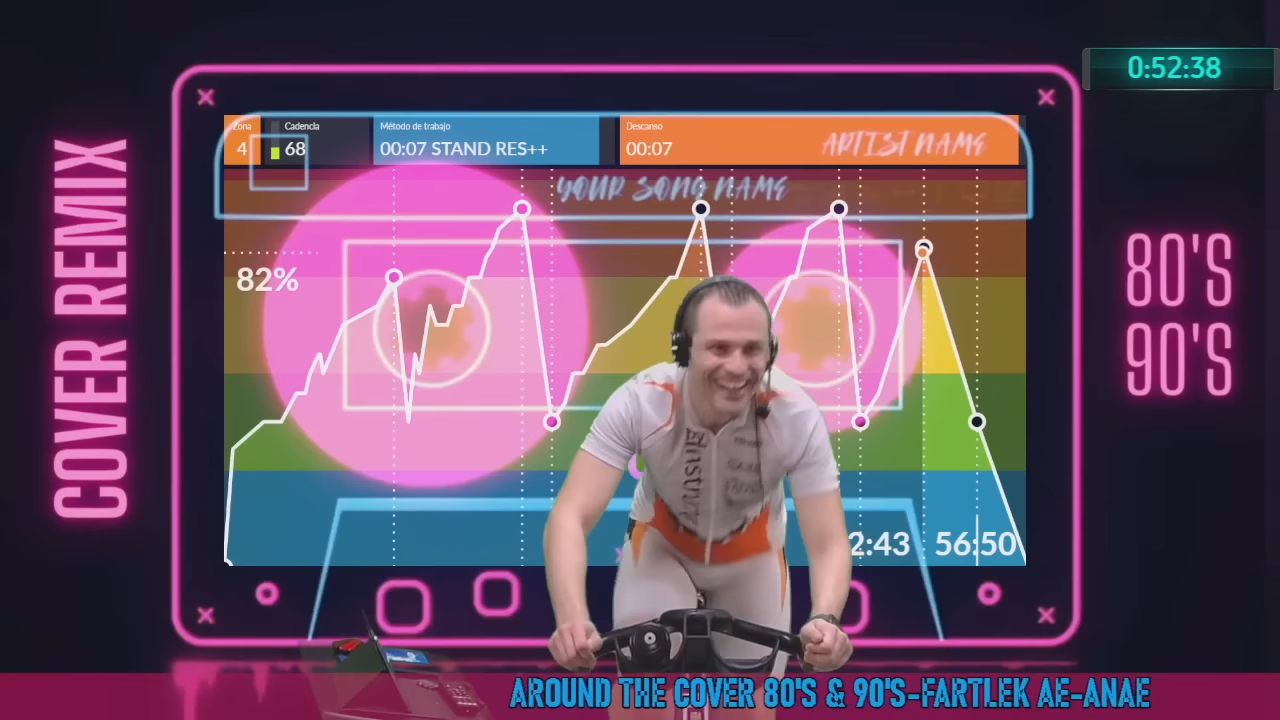 0:52:38
Zona
4
Cadencia
68
Método de trabajo
00:07 STAND RES++
Descanso
00:07
ARTIST NAME
YOUR SONG NAME
82%
COVER REMIX
80'S
90'S
2:43
56:50
AROUND THE COVER 80'S & 90'S-FARTLEK AE-ANAE